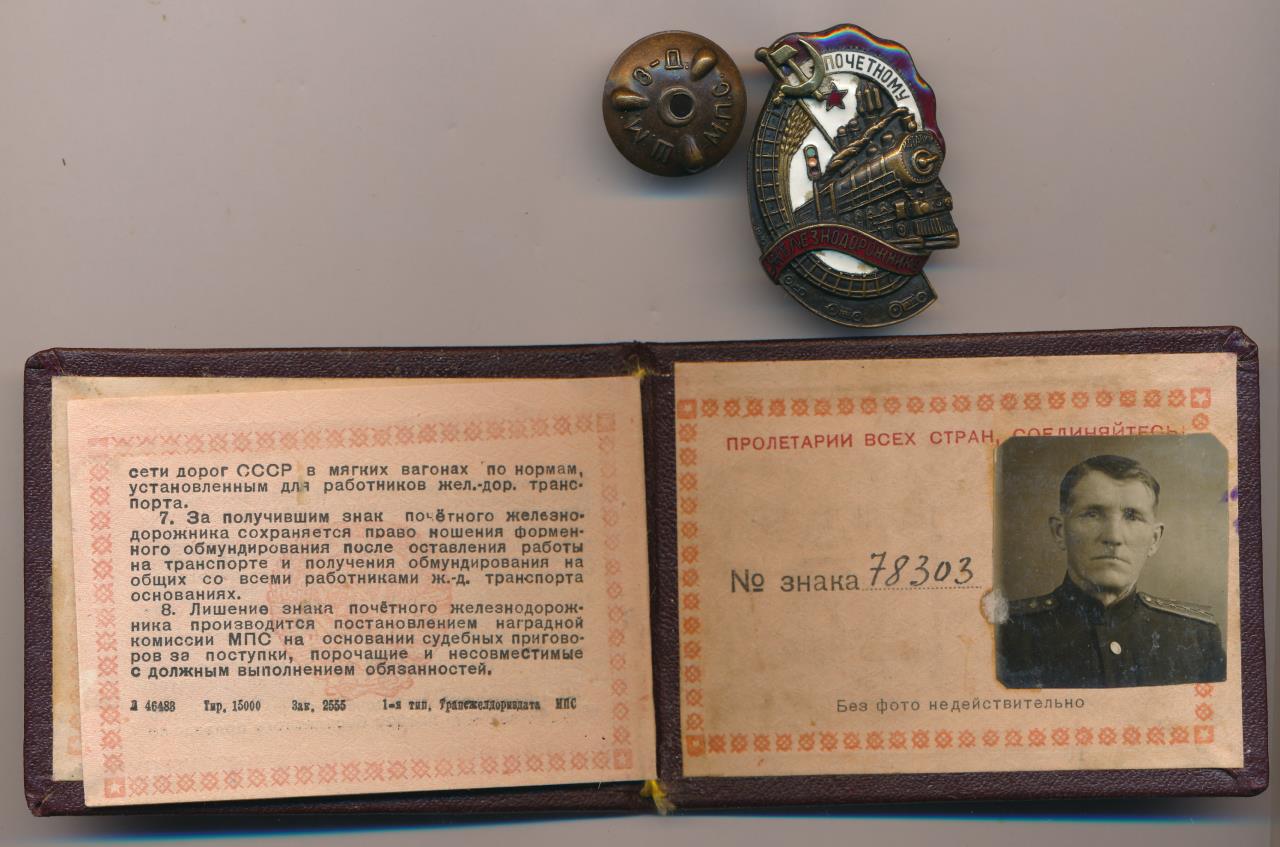 З-Д.
М.П.С.
М.Ш.
ПОЧЕТНОМУ
ЖЕЛЕЗНОДОРОЖНИКУ
сети дорог СССР в мягких вагонах по нормам,
установленным для работников жел.-дор. транс-
порта.
7. За получившим знак почётного железно-
дорожника сохраняется право ношения формен-
ного обмундирования после оставления работы
на транспорте и получения обмундирования на
общих со всеми работниками ж.-д. транспорта
основаниях.
8. Лишение знака почётного железнодорож-
ника производится постановлением наградной
комиссии МПС на основании судебных пригово-
ров за поступки, порочащие и несовместимые
с должным выполнением обязанностей.
Л 46488 Тир. 15000 Зак. 2555 1-я тип. Трансжелдориздата МПС
ПРОЛЕТАРИИ ВСЕХ СТРАН, СОЕДИНЯЙТЕСЬ!
№ знака 78303
Без фото недействительно